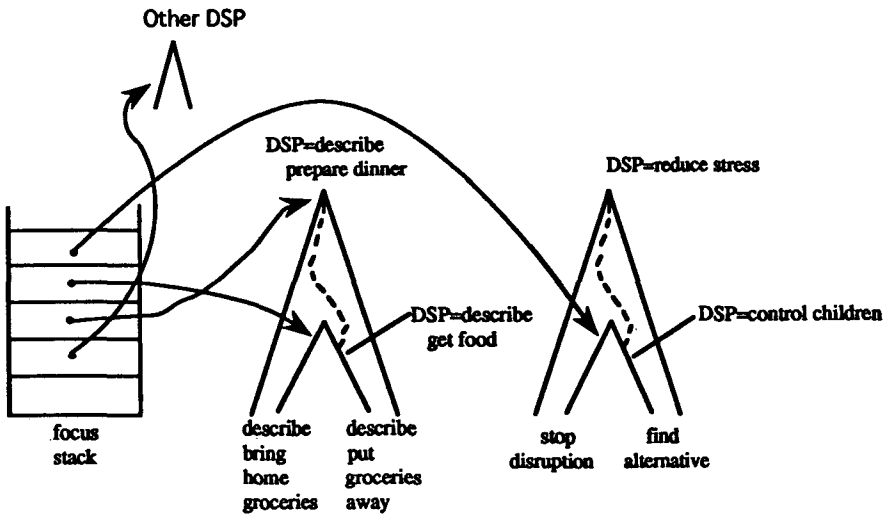 Other DSP
DSP=describe
prepare dinner
DSP=reduce stress
DSP=describe
get food
DSP=control children
focus
stack
describe
bring
home
groceries
describe
put
groceries
away
stop
disruption
find
alternative